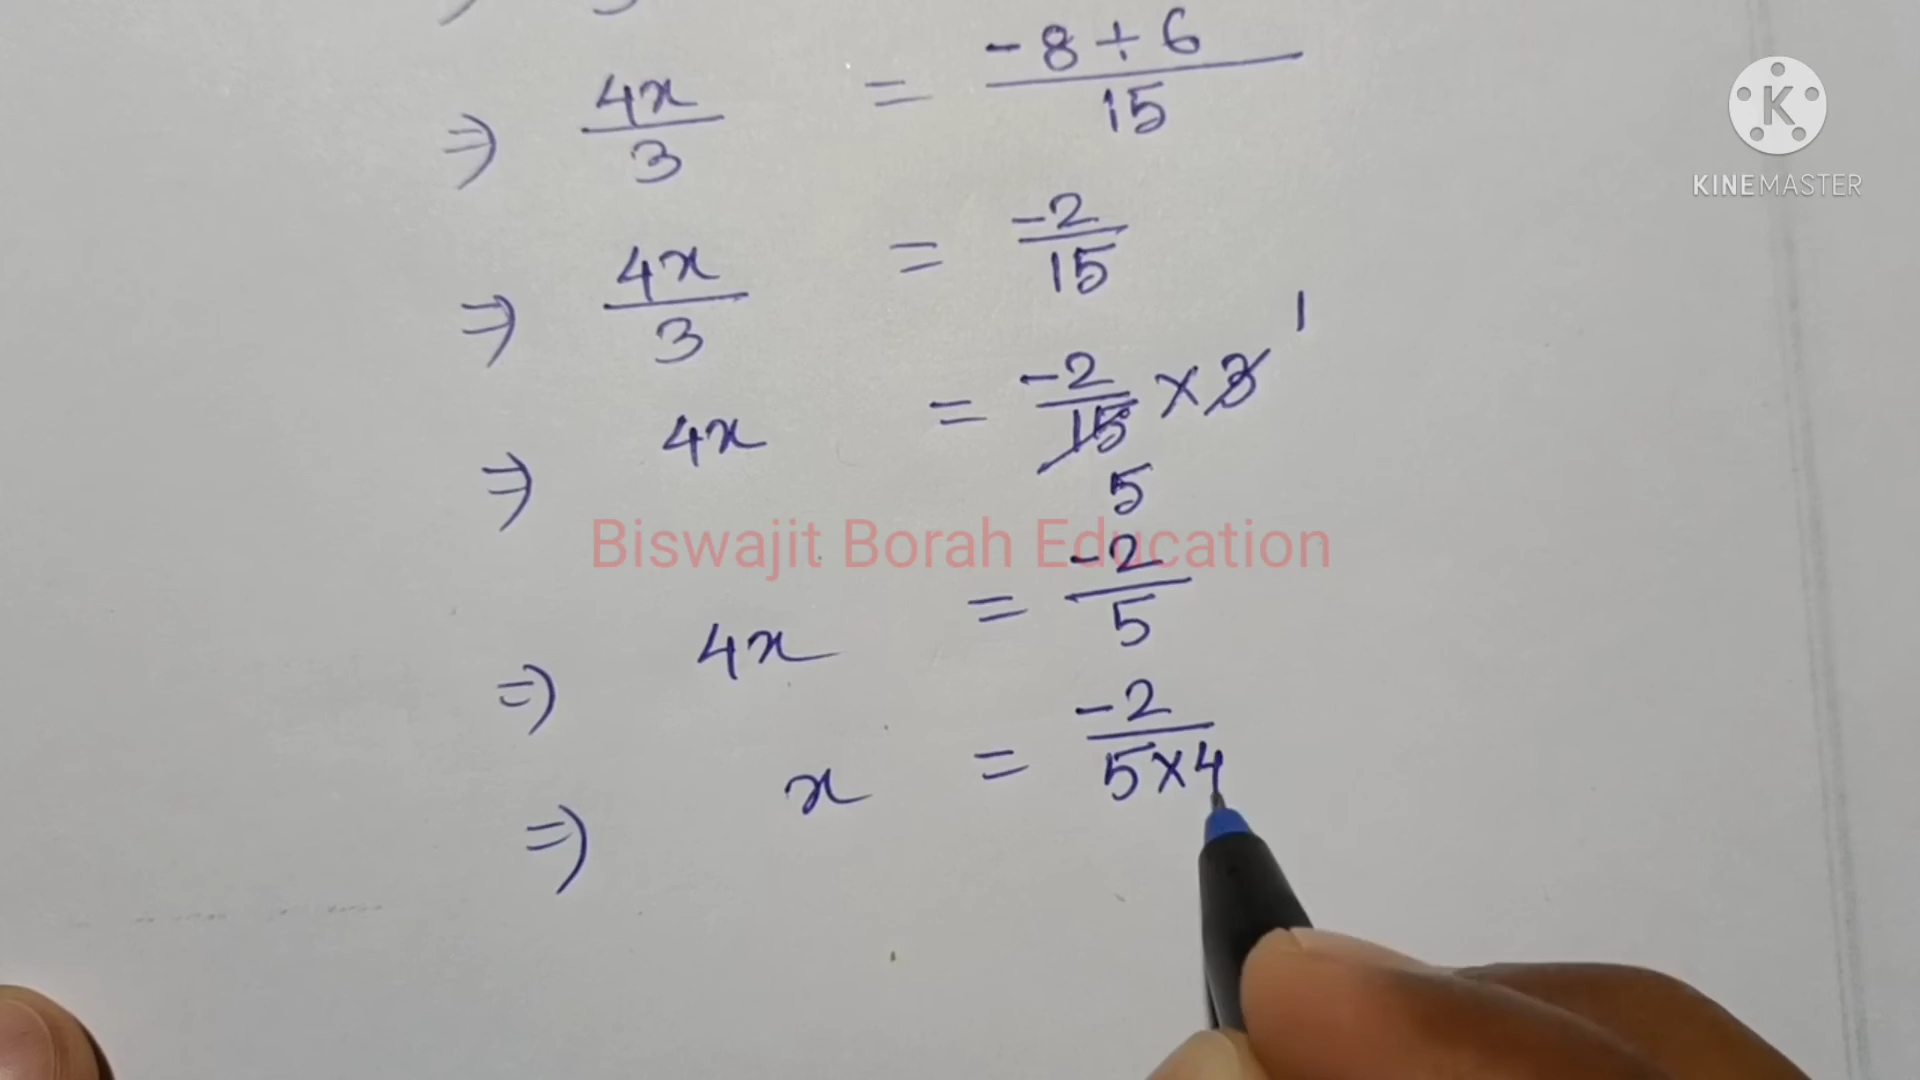 ⇒ 4x/3 = (-8+6)/15
KINEMASTER
⇒ 4x/3 = -2/15
⇒ 4x = -2/15 × 3 1
5
Biswajit Borah Education
⇒ 4x = -2/5
⇒ x = -2/(5×4)